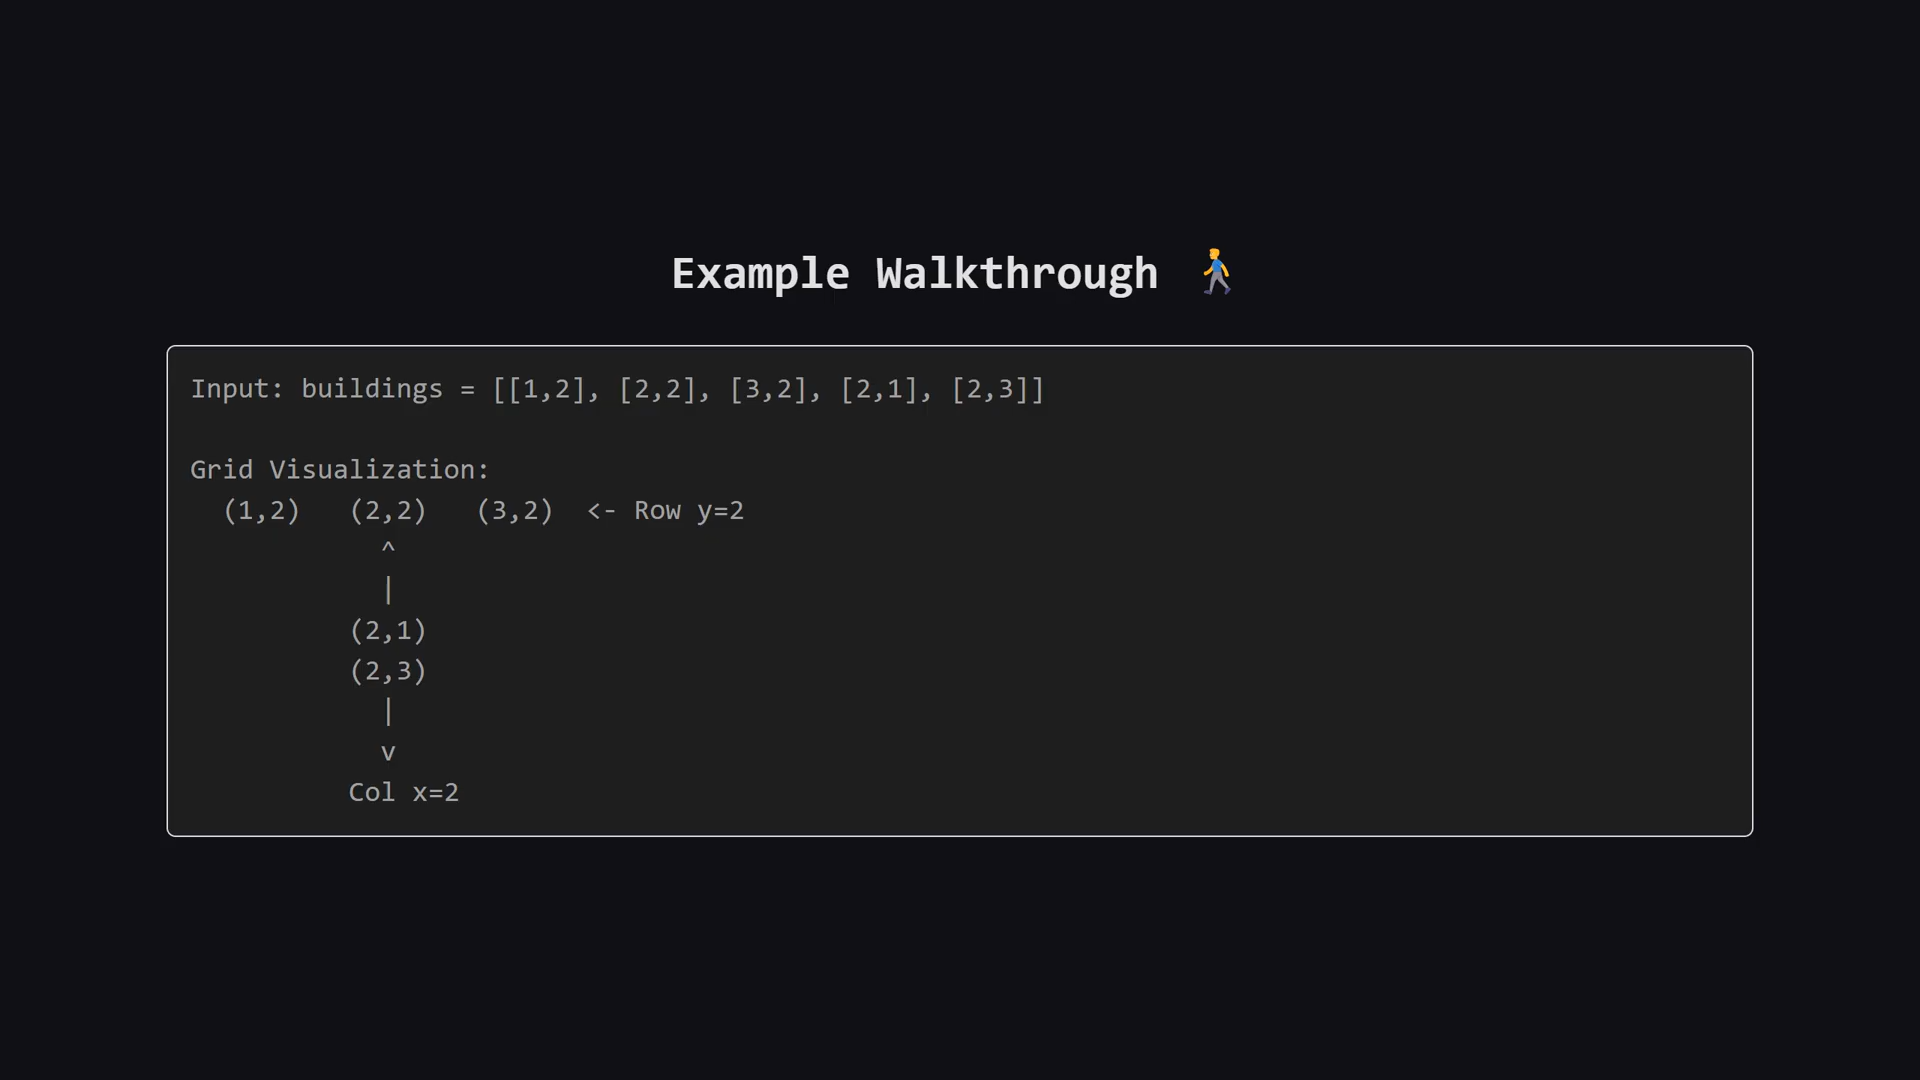 Example Walkthrough
Input: buildings = [[1,2], [2,2], [3,2], [2,1], [2,3]]
Grid Visualization:
(1,2) (2,2) (3,2) <- Row y=2
^
|
(2,1)
(2,3)
|
v
Col x=2